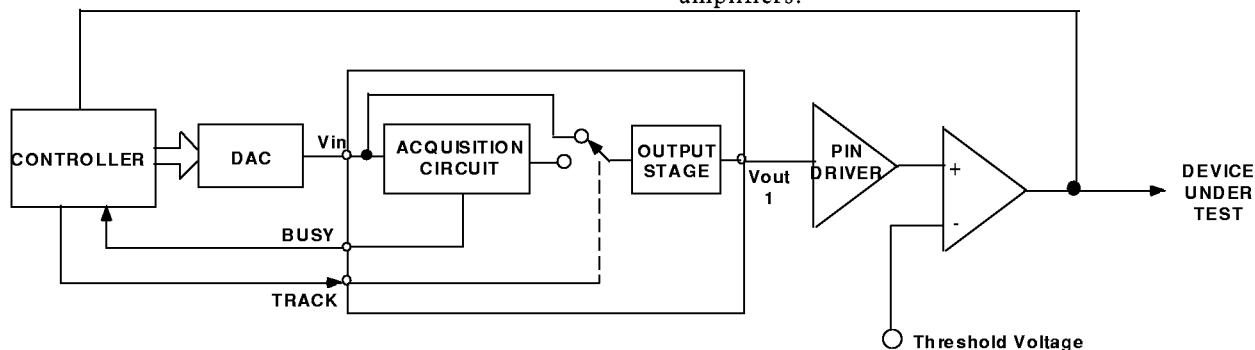 amplifiers.
CONTROLLER
DAC
Vin
ACQUISITION
CIRCUIT
OUTPUT
STAGE
Vout
1
PIN
DRIVER
+
-
DEVICE
UNDER
TEST
BUSY
TRACK
Threshold Voltage